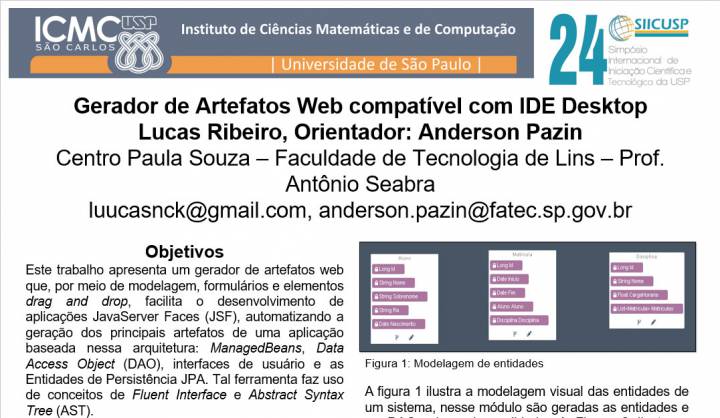 ICMC USP
SÃO CARLOS
Instituto de Ciências Matemáticas e de Computação
| Universidade de São Paulo |
24
SIICUSP
Simpósio
Internacional de
Iniciação Científica e
Tecnológica da USP
Gerador de Artefatos Web compatível com IDE Desktop
Lucas Ribeiro, Orientador: Anderson Pazin
Centro Paula Souza – Faculdade de Tecnologia de Lins – Prof.
Antônio Seabra
luucasnck@gmail.com, anderson.pazin@fatec.sp.gov.br
Objetivos
Este trabalho apresenta um gerador de artefatos web
que, por meio de modelagem, formulários e elementos
drag and drop, facilita o desenvolvimento de
aplicações JavaServer Faces (JSF), automatizando a
geração dos principais artefatos de uma aplicação
baseada nessa arquitetura: ManagedBeans, Data
Access Object (DAO), interfaces de usuário e as
Entidades de Persistência JPA. Tal ferramenta faz uso
de conceitos de Fluent Interface e Abstract Syntax
Tree (AST).
Aluno
Long Id
String Nome
String Sobrenome
String Ra
Date Nascimento
Matricula
Long Id
Date Inicio
Date Fim
Aluno Aluno
Disciplina Disciplina
Disciplina
Long Id
String Nome
Float CargaHoraria
List<Matricula> Matriculas
Figura 1: Modelagem de entidades
A figura 1 ilustra a modelagem visual das entidades de
um sistema, nesse módulo são geradas as entidades e